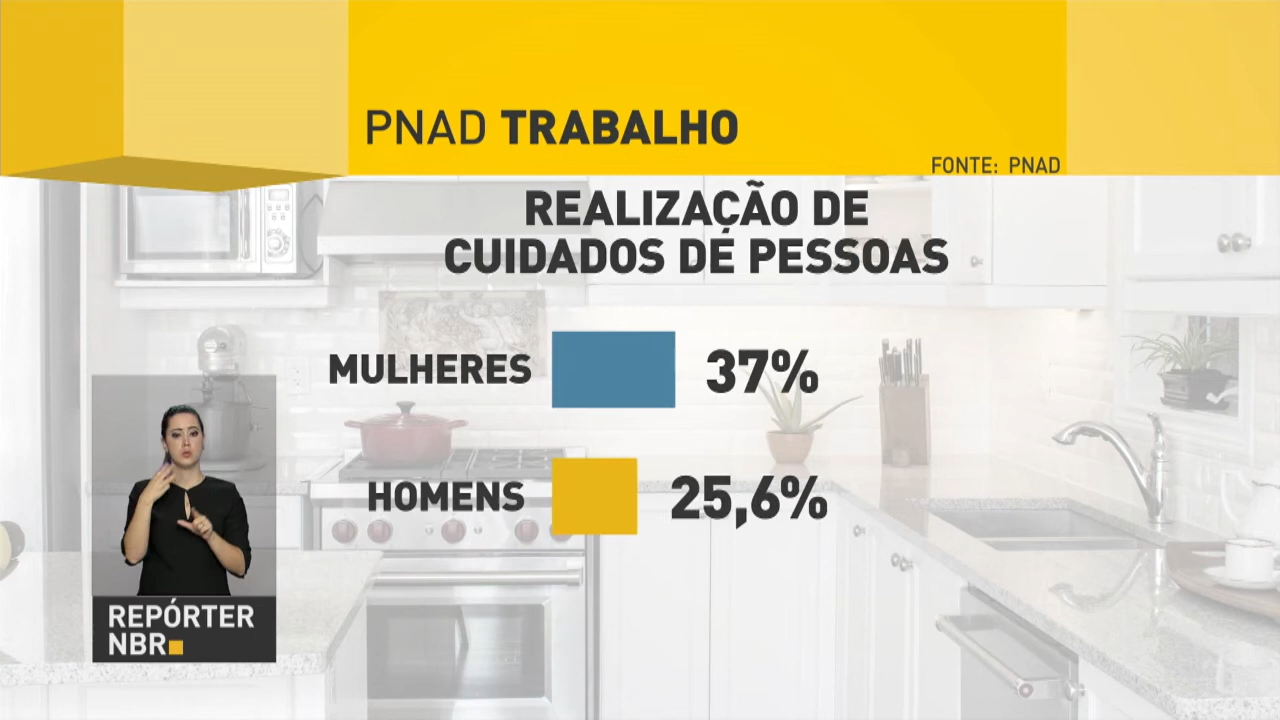 PNAD TRABALHO
FONTE: PNAD
REALIZAÇÃO DE
CUIDADOS DE PESSOAS
MULHERES 37%
HOMENS 25,6%
REPÓRTER
NBR